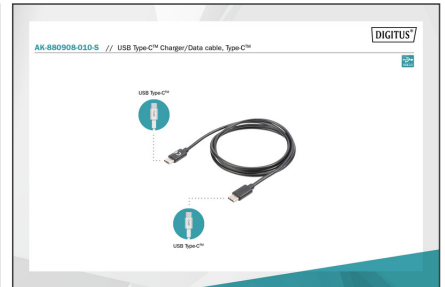 DIGITUS®
AK-880908-010-S // USB Type-C™ Charger/Data cable, Type-C™
USB Type-C™
USB Type-C™